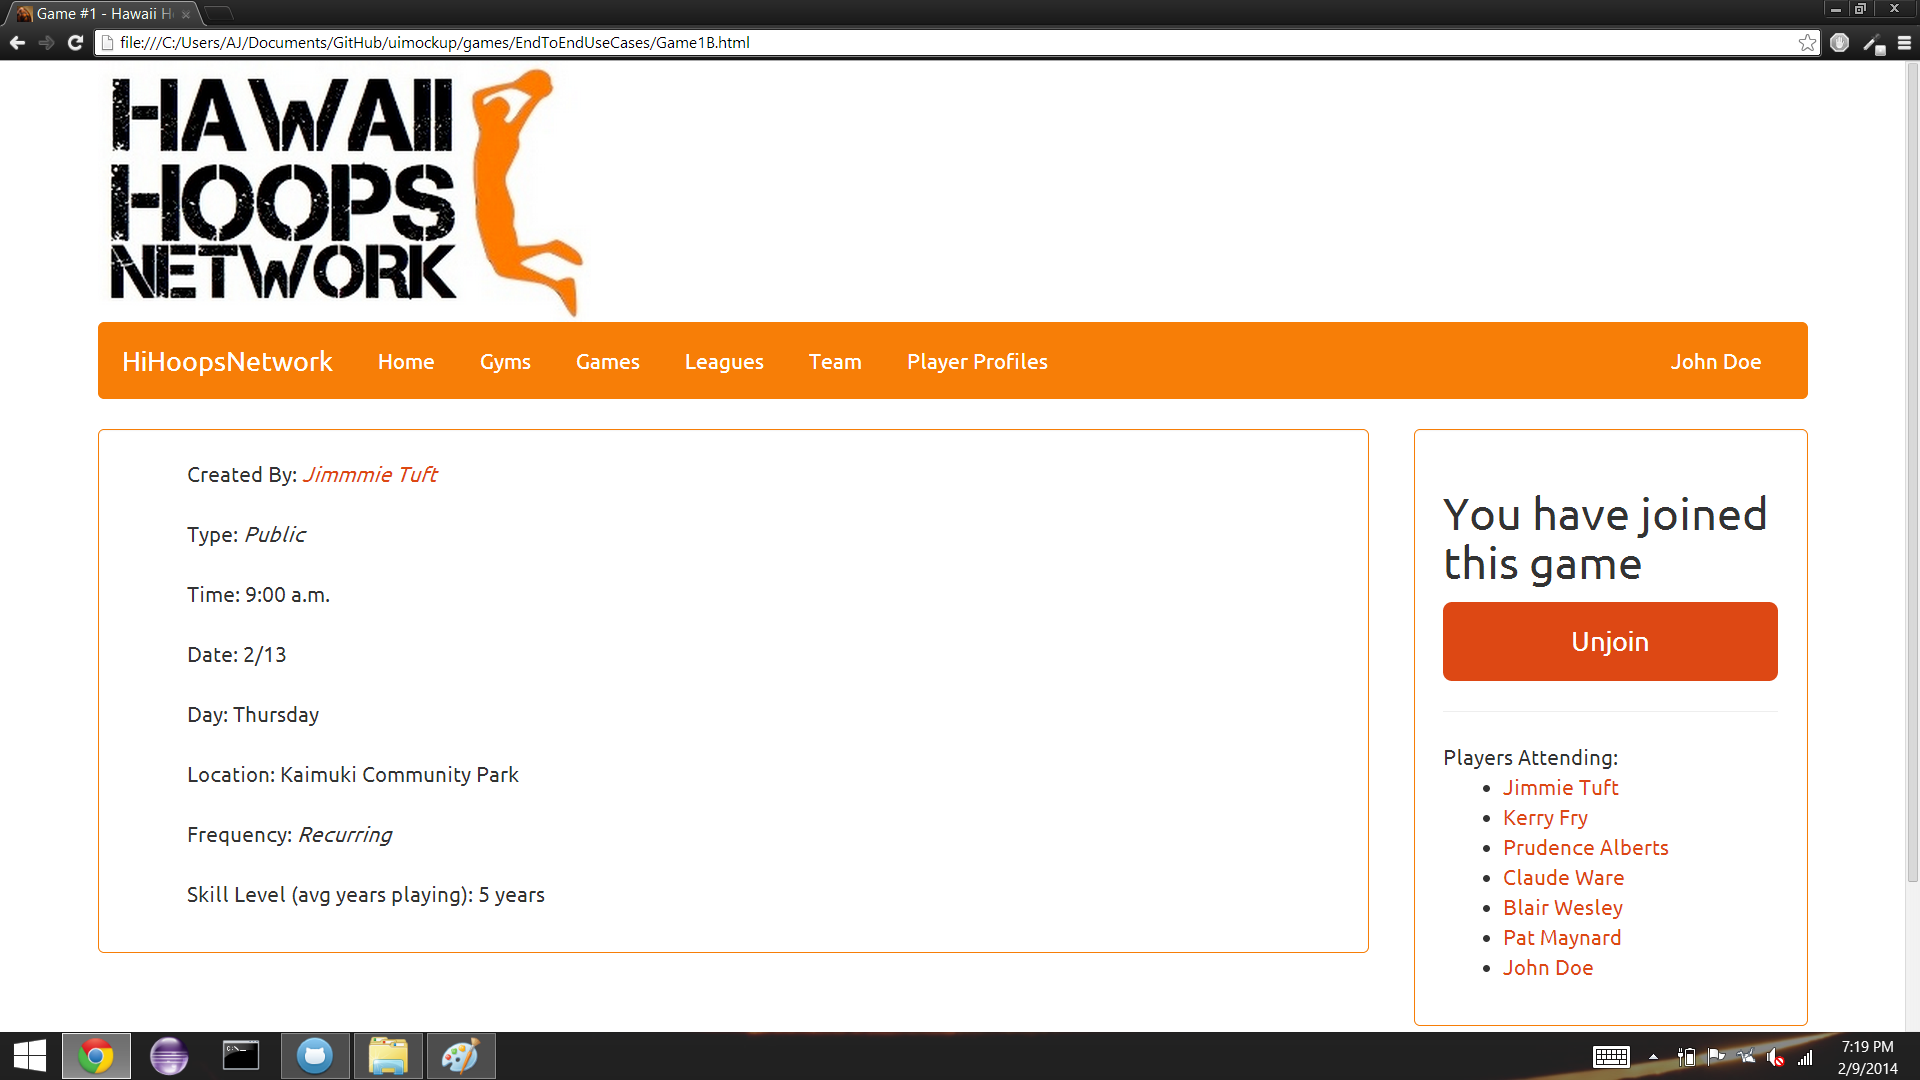 Game #1 - Hawaii H
file:///C:/Users/AJ/Documents/GitHub/uimockup/games/EndToEndUseCases/Game1B.html
HAWAII
HOOPS
NETWORK
HiHoopsNetwork Home Gyms Games Leagues Team Player Profiles John Doe
Created By: Jimmmie Tuft
Type: Public
Time: 9:00 a.m.
Date: 2/13
Day: Thursday
Location: Kaimuki Community Park
Frequency: Recurring
Skill Level (avg years playing): 5 years
You have joined
this game
Unjoin
Players Attending:
Jimmie Tuft
Kerry Fry
Prudence Alberts
Claude Ware
Blair Wesley
Pat Maynard
John Doe
7:19 PM
2/9/2014